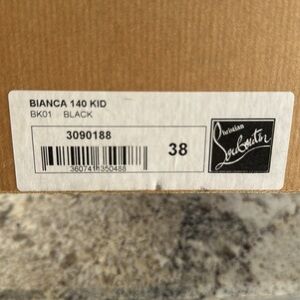 BIANCA 140 KID
BK01 BLACK
3090188
38
3607411350488
Christian
Louboutin